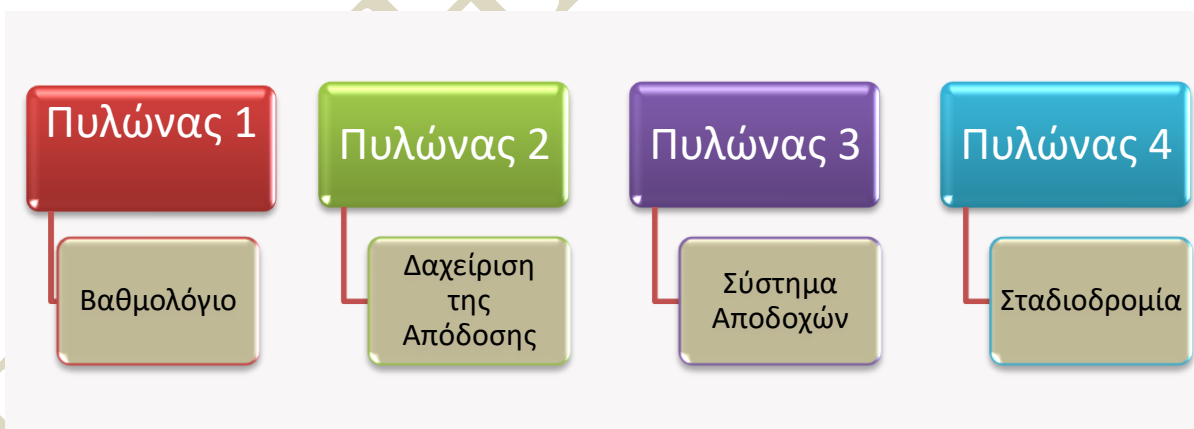 Πυλώνας 1
Βαθμολόγιο
Πυλώνας 2
Δαχείριση
της
Απόδοσης
Πυλώνας 3
Σύστημα
Αποδοχών
Πυλώνας 4
Σταδιοδρομία